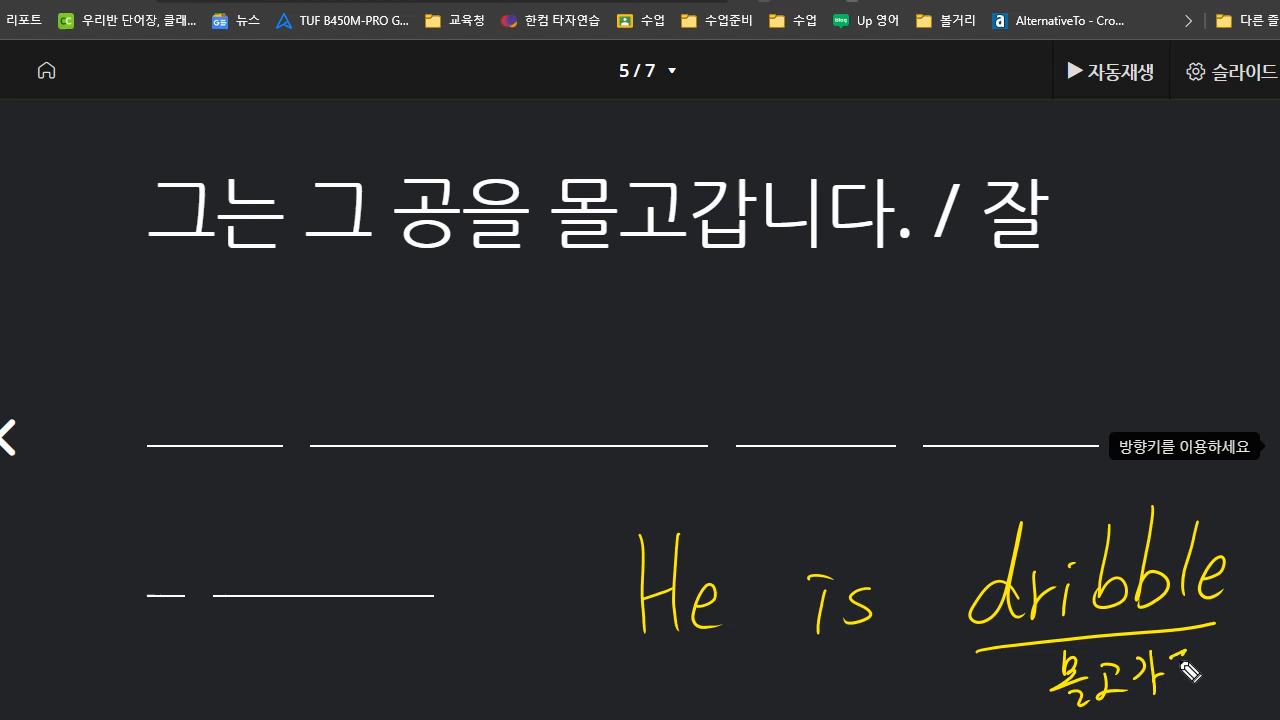 리포트 우리반 단어장, 클래... 뉴스 TUF B450M-PRO G... 교육청 한컴 타자연습 수업 수업준비 수업 Up 영어 볼거리 AlternativeTo - Cro... 다른 즐
5 / 7 자동재생 슬라이드
그는 그 공을 몰고갑니다. / 잘
방향키를 이용하세요
He is dribble
몰고가